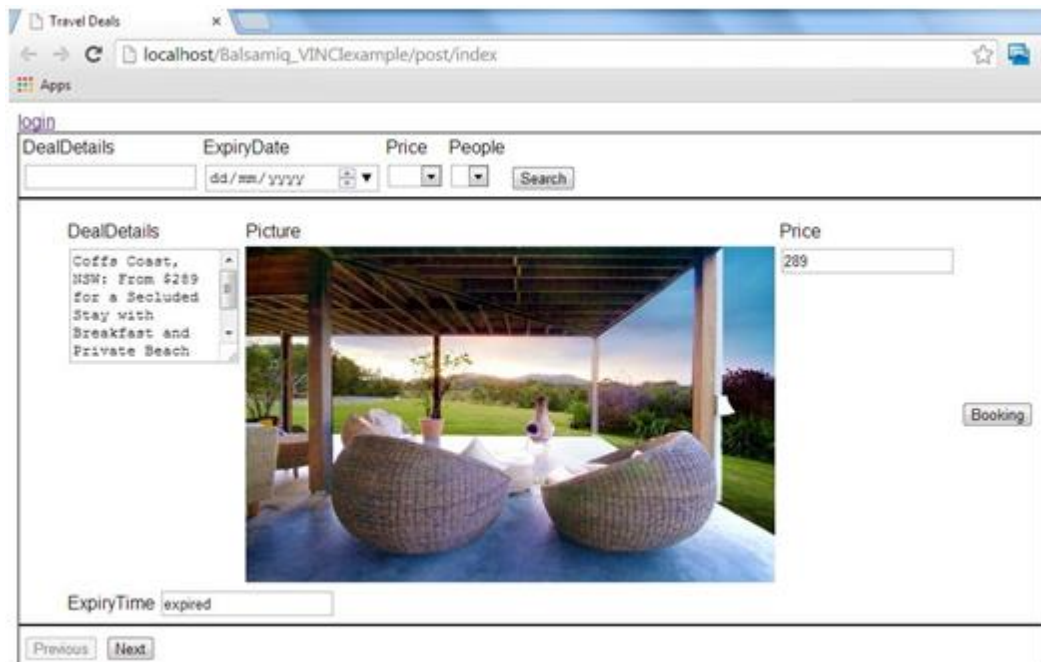 Travel Deals
localhost/Balsamiq_VINCIexample/post/index
Apps
login
DealDetails ExpiryDate Price People
dd/mm/yyyy Search
DealDetails Picture Price
Coffs Coast,
NSW: From $289
for a Secluded
Stay with
Breakfast and
Private Beach
289
Booking
ExpiryTime expired
Previous Next